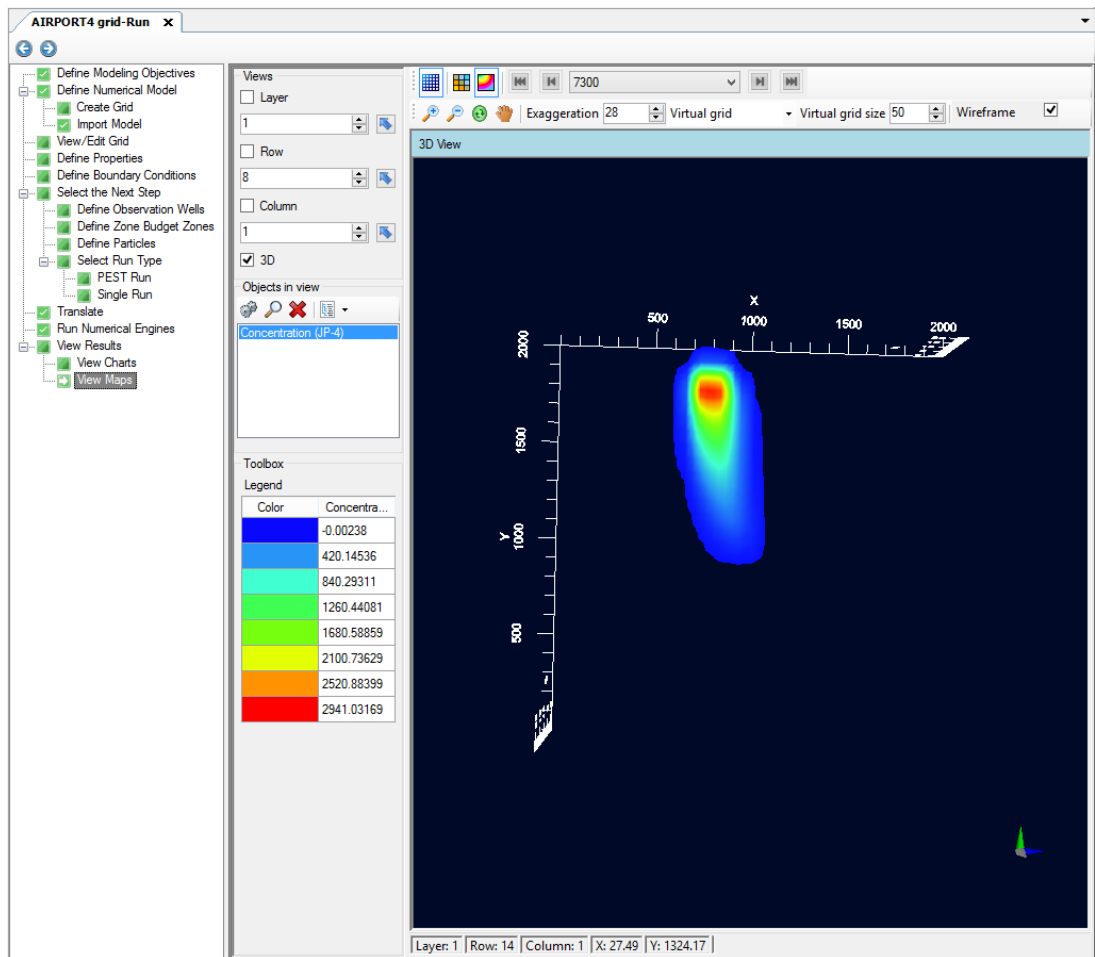 AIRPORT4 grid-Run
Define Modeling Objectives
Define Numerical Model
Create Grid
Import Model
View/Edit Grid
Define Properties
Define Boundary Conditions
Select the Next Step
Define Observation Wells
Define Zone Budget Zones
Define Particles
Select Run Type
PEST Run
Single Run
Translate
Run Numerical Engines
View Results
View Charts
View Maps
Views
Layer
1
Row
8
Column
1
3D
Objects in view
Concentration (JP-4)
Toolbox
Legend
Color Concentra...
-0.00238
420.14536
840.29311
1260.44081
1680.58859
2100.73629
2520.88399
2941.03169
7300
Exaggeration 28 Virtual grid Virtual grid size 50 Wireframe
3D View
X
500 1000 1500 2000
2000
1500
Y
1000
500
Layer: 1 Row: 14 Column: 1 X: 27.49 Y: 1324.17